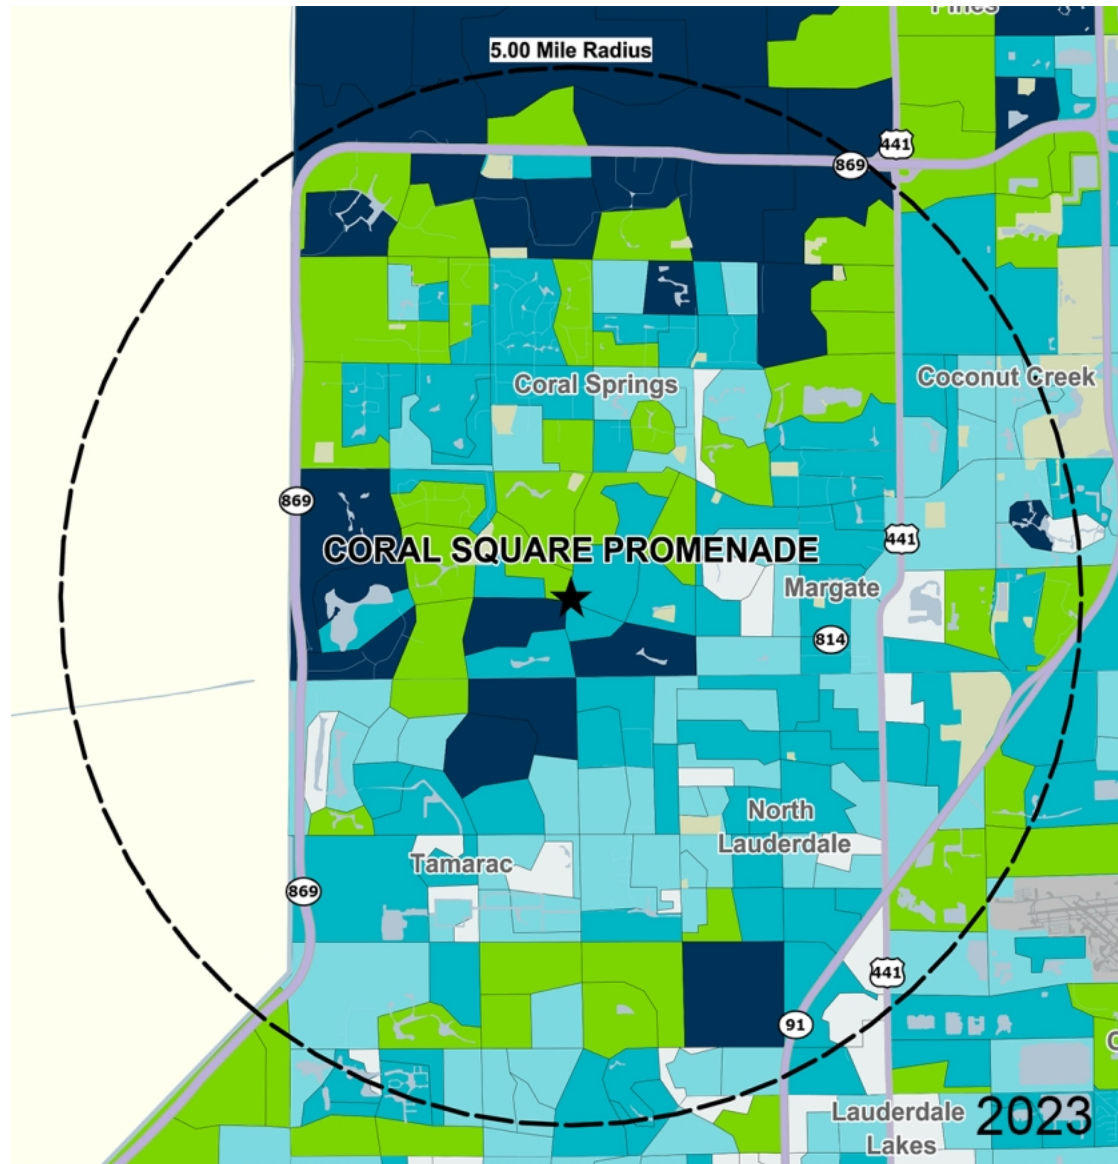 Pines
5.00 Mile Radius
441
869
Coral Springs
Coconut Creek
869
CORAL SQUARE PROMENADE
441
Margate
814
North
Lauderdale
Tamarac
869
441
91
Lauderdale
Lakes
2023